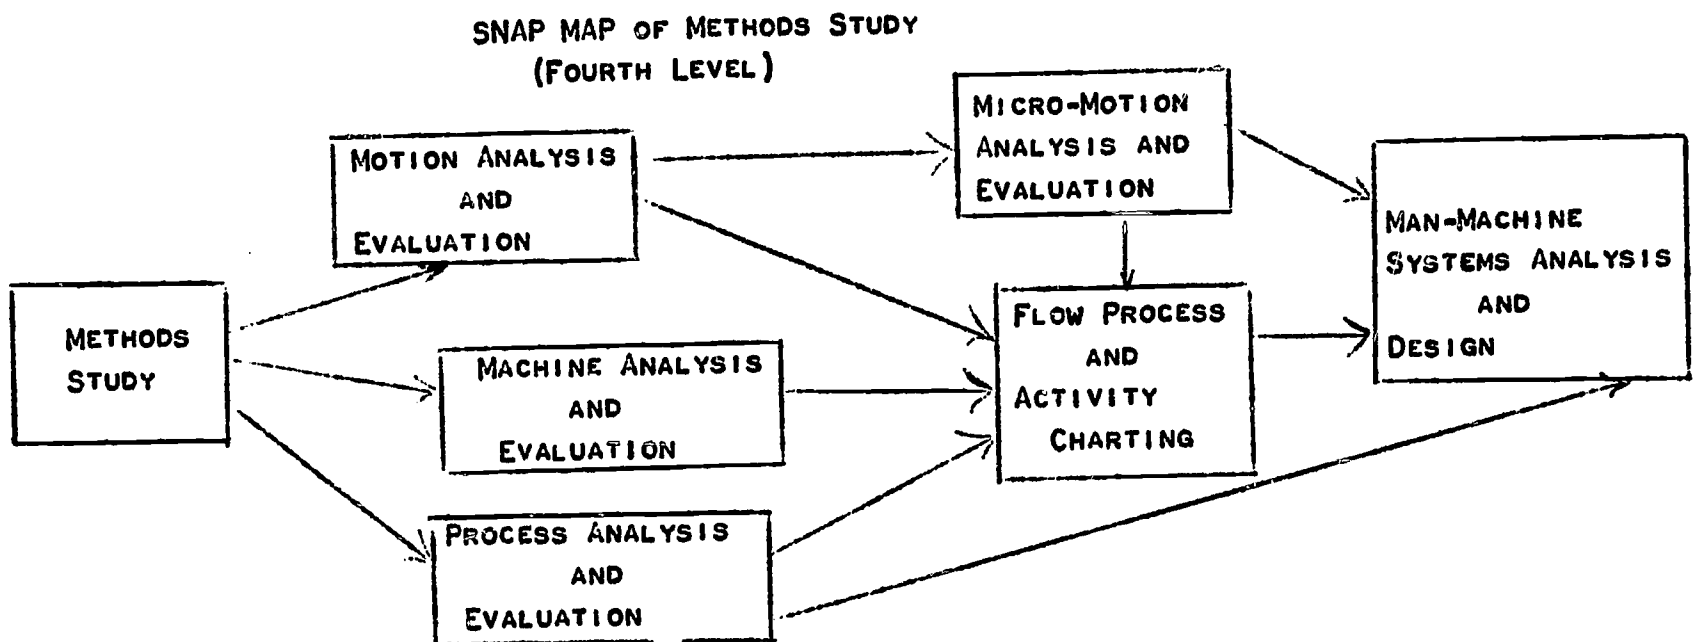 SNAP MAP OF METHODS STUDY
(FOURTH LEVEL)
METHODS
STUDY
MOTION ANALYSIS
AND
EVALUATION
MACHINE ANALYSIS
AND
EVALUATION
PROCESS ANALYSIS
AND
EVALUATION
MICRO-MOTION
ANALYSIS AND
EVALUATION
FLOW PROCESS
AND
ACTIVITY
CHARTING
MAN-MACHINE
SYSTEMS ANALYSIS
AND
DESIGN